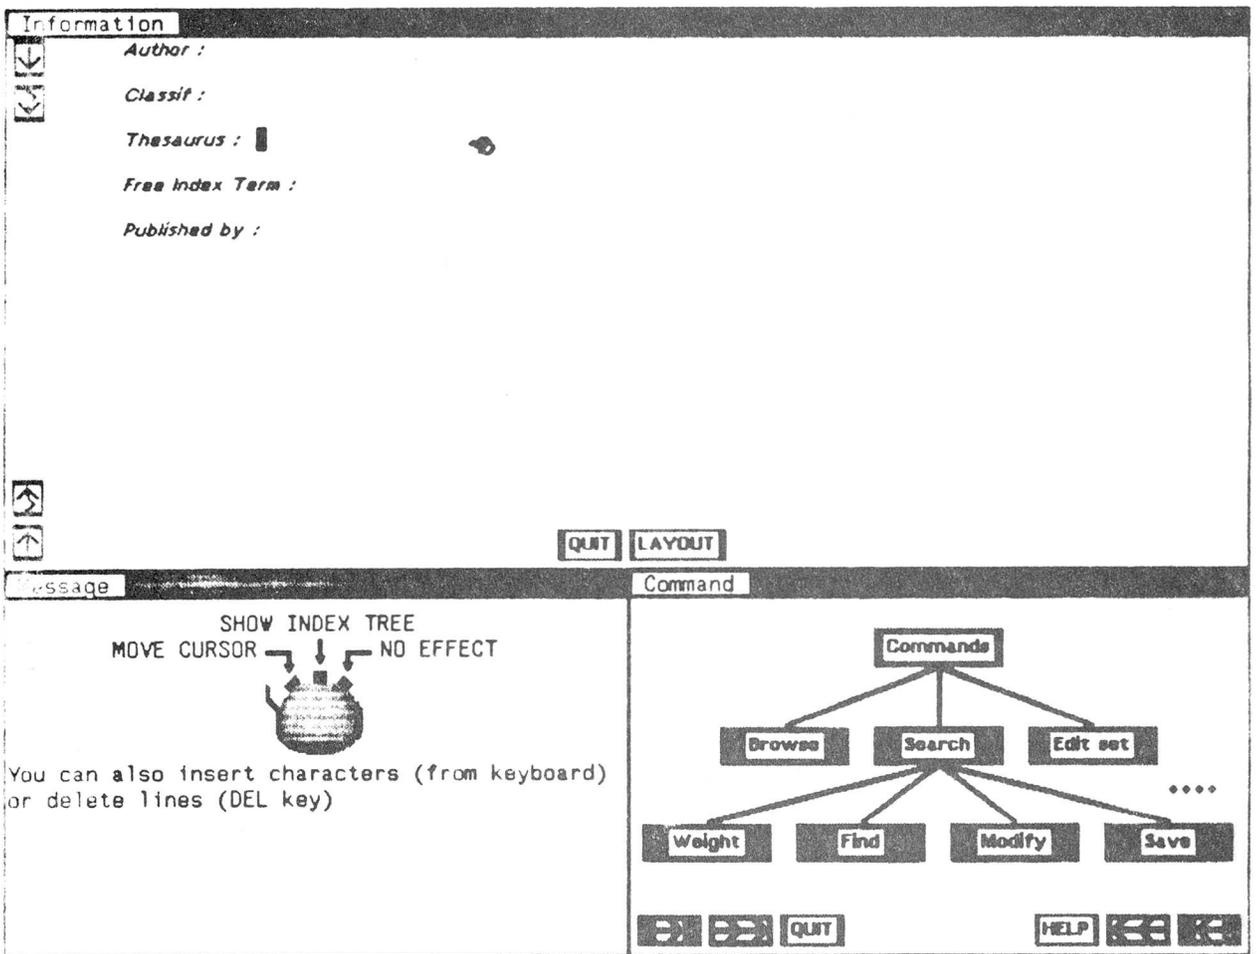 Information
Author :
Classif :
Thesaurus :
Free Index Term :
Published by :
QUIT LAYOUT
Message
SHOW INDEX TREE
MOVE CURSOR NO EFFECT
You can also insert characters (from keyboard)
or delete lines (DEL key)
Command
Commands
Browse Search Edit set
....
Weight Find Modify Save
QUIT HELP